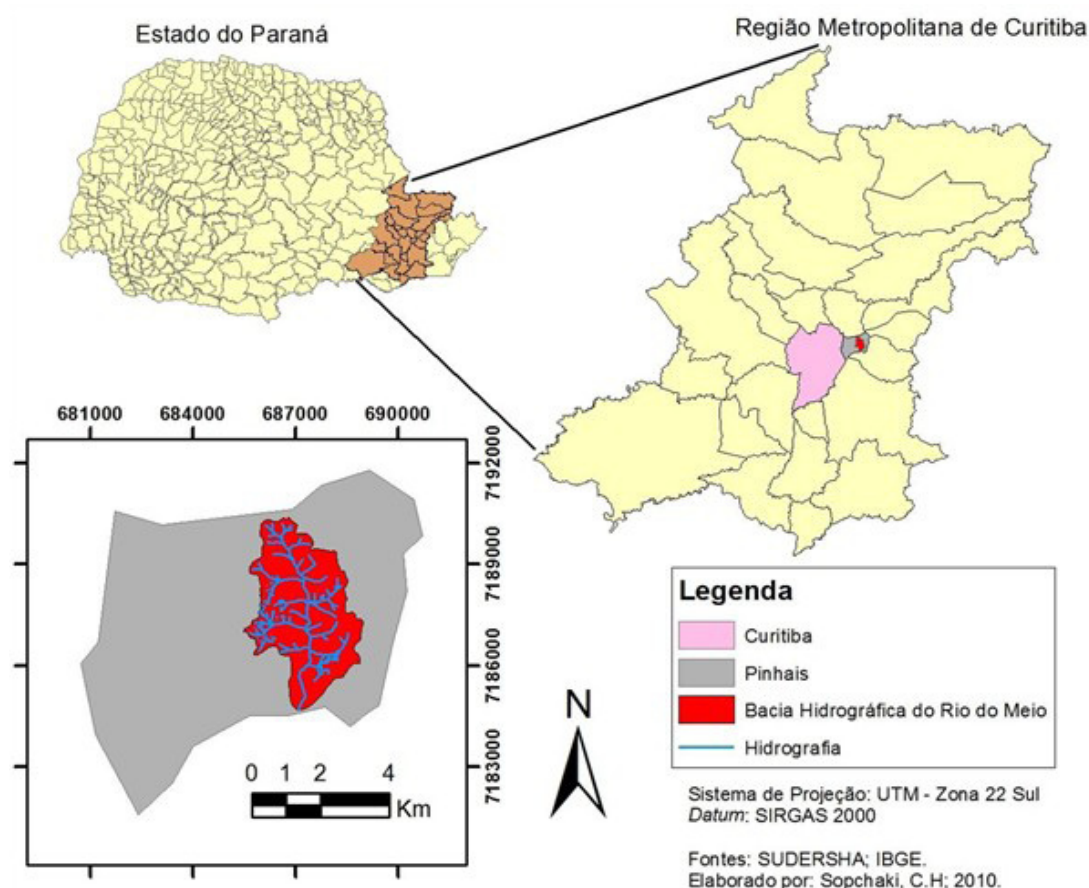 Estado do Paraná
Região Metropolitana de Curitiba
681000 684000 687000 690000
7192000
7189000
7186000
7183000
0 1 2 4
Km
N
Legenda
Curitiba
Pinhais
Bacia Hidrográfica do Rio do Meio
Hidrografia
Sistema de Projeção: UTM - Zona 22 Sul
Datum: SIRGAS 2000
Fontes: SUDERSHA; IBGE.
Elaborado por: Sopchaki, C.H; 2010.